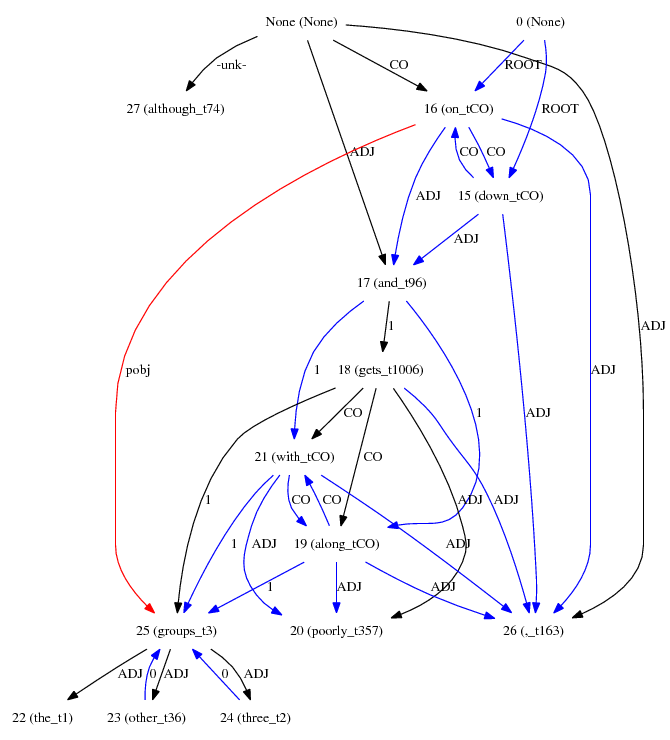 None (None) 0 (None)
-unk- CO ROOT
27 (although_t74) 16 (on_tCO) ROOT
ADJ CO CO
ADJ 15 (down_tCO)
ADJ
17 (and_t96)
1 ADJ
pobj 1 18 (gets_t1006) ADJ
CO 1
21 (with_tCO) CO ADJ
1 CO CO ADJ ADJ
1 ADJ 19 (along_tCO) ADJ
1 ADJ ADJ
25 (groups_t3) 20 (poorly_t357) 26 (,_t163)
ADJ 0 ADJ 0 ADJ
22 (the_t1) 23 (other_t36) 24 (three_t2)